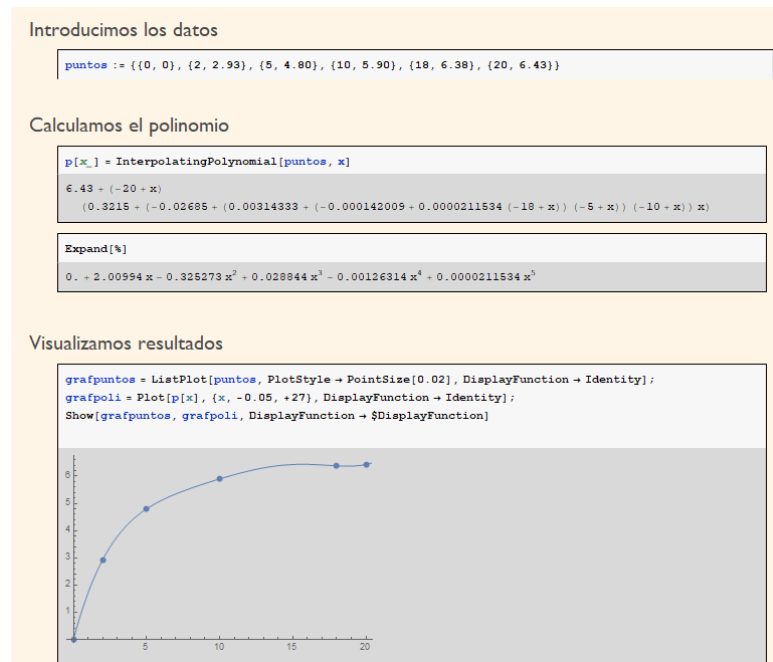 Introducimos los datos
puntos := {{0, 0}, {2, 2.93}, {5, 4.80}, {10, 5.90}, {18, 6.38}, {20, 6.43}}
Calculamos el polinomio
p[x_] = InterpolatingPolynomial[puntos, x]
6.43 + (-20 + x)
(0.3215 + (-0.02685 + (0.00314333 + (-0.000142009 + 0.0000211534 (-18 + x)) (-5 + x)) (-10 + x)) x)
Expand[%]
0. + 2.00994 x - 0.325273 x² + 0.028844 x³ - 0.00126314 x⁴ + 0.0000211534 x⁵
Visualizamos resultados
grafpuntos = ListPlot[puntos, PlotStyle → PointSize[0.02], DisplayFunction → Identity];
grafpoli = Plot[p[x], {x, -0.05, +27}, DisplayFunction → Identity];
Show[grafpuntos, grafpoli, DisplayFunction → $DisplayFunction]
6
5
4
3
2
1
5 10 15 20